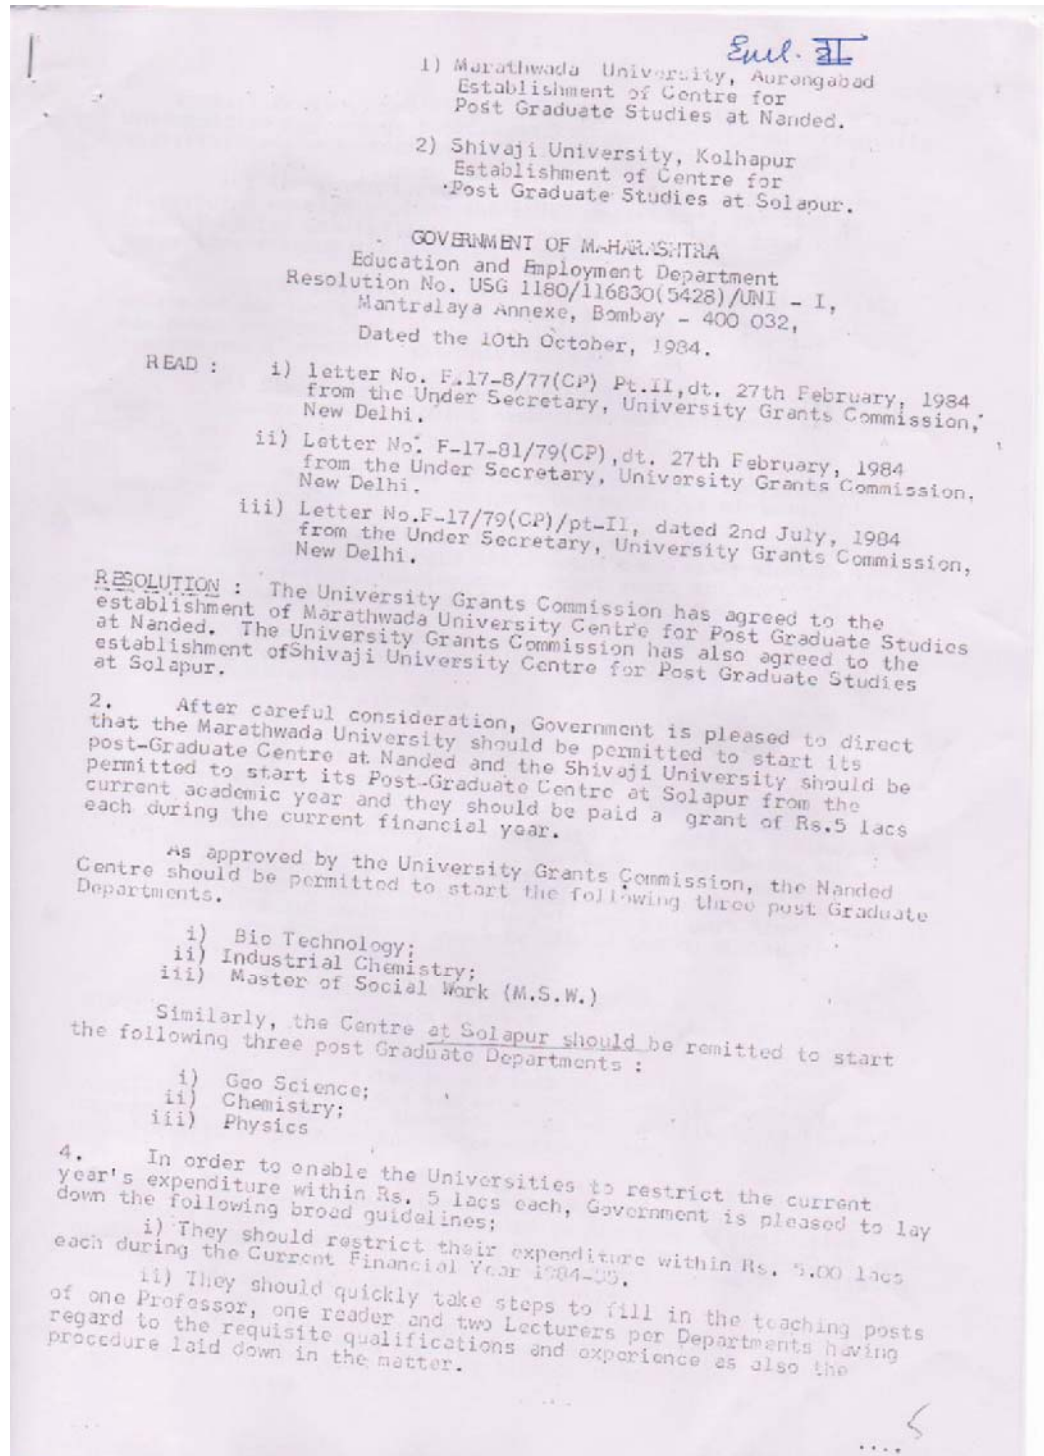 Encl. II
1) Marathwada University, Aurangabad
Establishment of Centre for
Post Graduate Studies at Nanded.
2) Shivaji University, Kolhapur
Establishment of Centre for
Post Graduate Studies at Solapur.
GOVERNMENT OF MAHARASHTRA
Education and Employment Department
Resolution No. USG 1180/116830(5428)/UNI - I,
Mantralaya Annexe, Bombay - 400 032,
Dated the 10th October, 1984.
READ : i) letter No. F.17-8/77(CP) Pt.II,dt. 27th February, 1984
from the Under Secretary, University Grants Commission,
New Delhi.
ii) Letter No. F-17-81/79(CP),dt. 27th February, 1984
from the Under Secretary, University Grants Commission,
New Delhi.
iii) Letter No.F-17/79(CP)/pt-II, dated 2nd July, 1984
from the Under Secretary, University Grants Commission,
New Delhi.
RESOLUTION : The University Grants Commission has agreed to the
establishment of Marathwada University Centre for Post Graduate Studies
at Nanded. The University Grants Commission has also agreed to the
establishment ofShivaji University Centre for Post Graduate Studies
at Solapur.
2. After careful consideration, Government is pleased to direct
that the Marathwada University should be permitted to start its
post-Graduate Centre at Nanded and the Shivaji University should be
permitted to start its Post-Graduate Centre at Solapur from the
current academic year and they should be paid a grant of Rs.5 lacs
each during the current financial year.
As approved by the University Grants Commission, the Nanded
Centre should be permitted to start the following three post Graduate
Departments.
i) Bio Technology;
ii) Industrial Chemistry;
iii) Master of Social Work (M.S.W.)
Similarly, the Centre at Solapur should be remitted to start
the following three post Graduate Departments :
i) Geo Science;
ii) Chemistry;
iii) Physics
4. In order to enable the Universities to restrict the current
year's expenditure within Rs. 5 lacs each, Government is pleased to lay
down the following broad guidelines;
i) They should restrict their expenditure within Rs. 5.00 lacs
each during the Current Financial Year 1984-85.
ii) They should quickly take steps to fill in the teaching posts
of one Professor, one reader and two Lecturers per Departments having
regard to the requisite qualifications and experience as also the
procedure laid down in the matter.
5
....